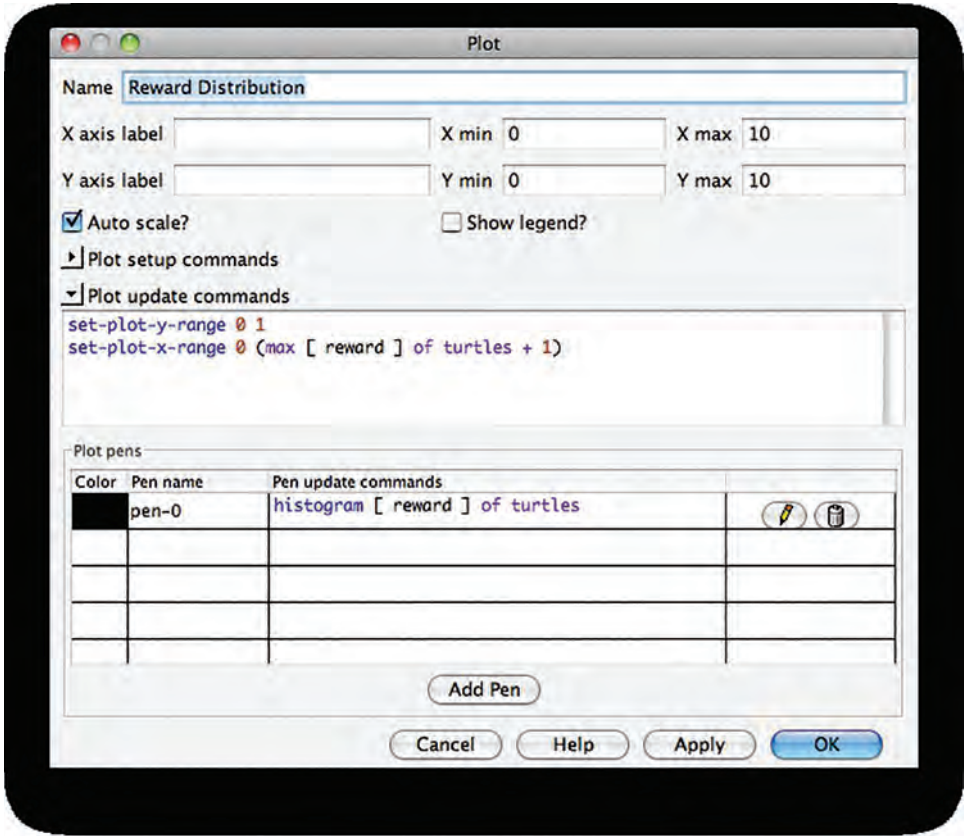 Plot
Name Reward Distribution
X axis label X min 0 X max 10
Y axis label Y min 0 Y max 10
Auto scale? Show legend?
Plot setup commands
Plot update commands
set-plot-y-range 0 1
set-plot-x-range 0 (max [ reward ] of turtles + 1)
Plot pens
Color Pen name Pen update commands
pen-0 histogram [ reward ] of turtles
Add Pen
Cancel Help Apply OK